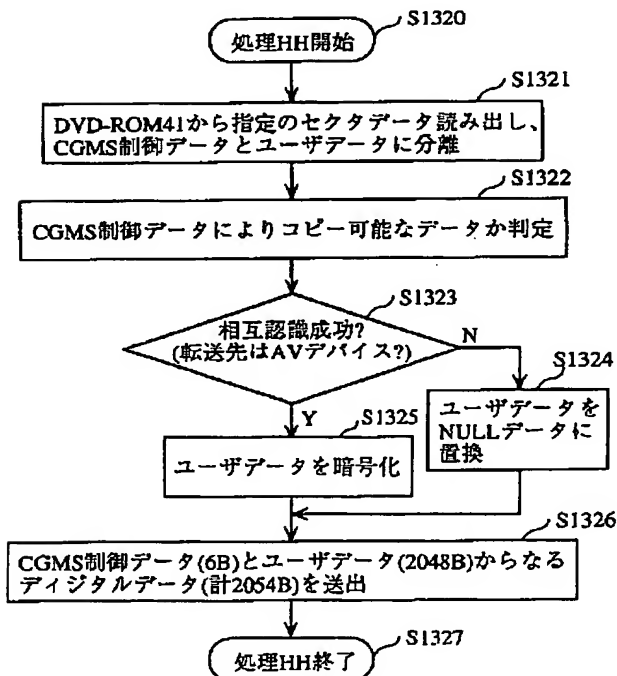 S1320
処理HH開始
S1321
DVD-ROM41から指定のセクタデータ読み出し、
CGMS制御データとユーザデータに分離
S1322
CGMS制御データによりコピー可能なデータか判定
S1323
相互認識成功?
(転送先はAVデバイス?)
N
S1324
ユーザデータを
NULLデータに
置換
Y
S1325
ユーザデータを暗号化
S1326
CGMS制御データ(6B)とユーザデータ(2048B)からなる
ディジタルデータ(計2054B)を送出
S1327
処理HH終了